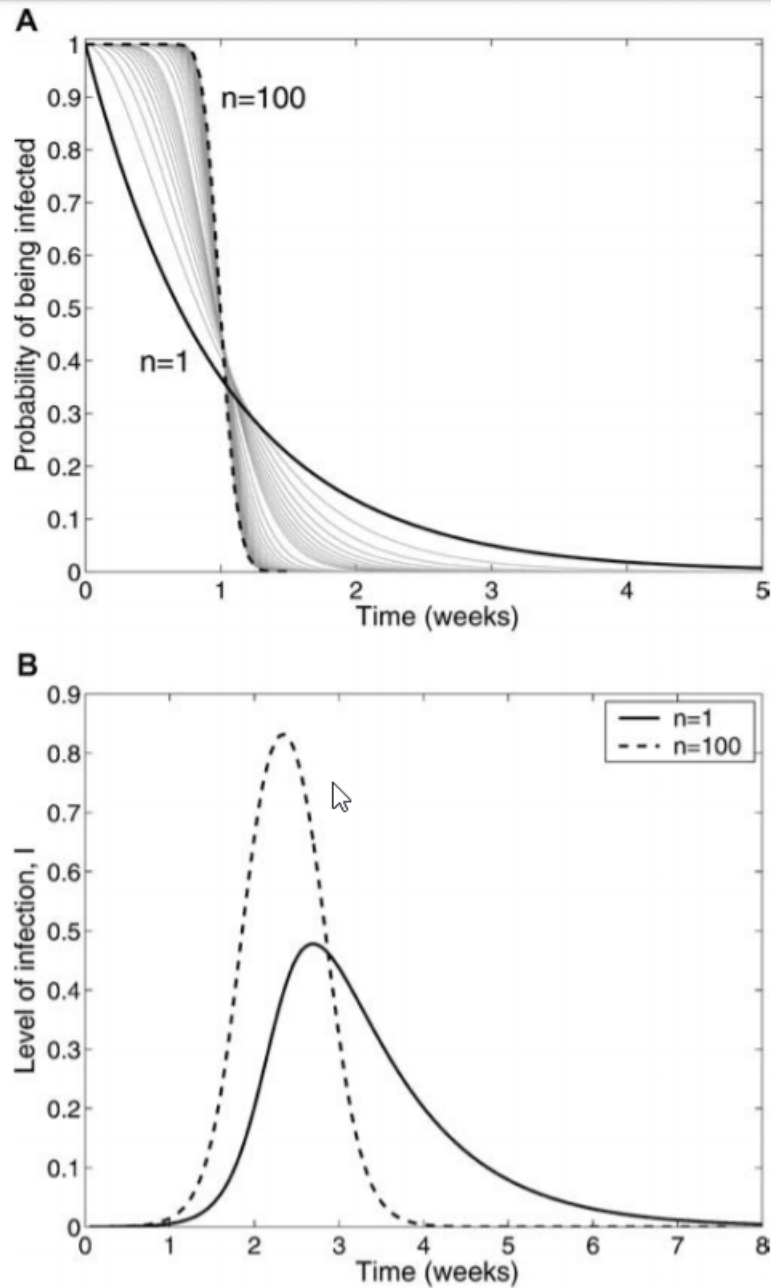 A
1
0.9
0.8
0.7
0.6
0.5
0.4
0.3
0.2
0.1
0
Probability of being infected
n=100
n=1
0 1 2 3 4 5
Time (weeks)
B
0.9
0.8
0.7
0.6
0.5
0.4
0.3
0.2
0.1
0
Level of infection, I
n=1
n=100
0 1 2 3 4 5 6 7 8
Time (weeks)